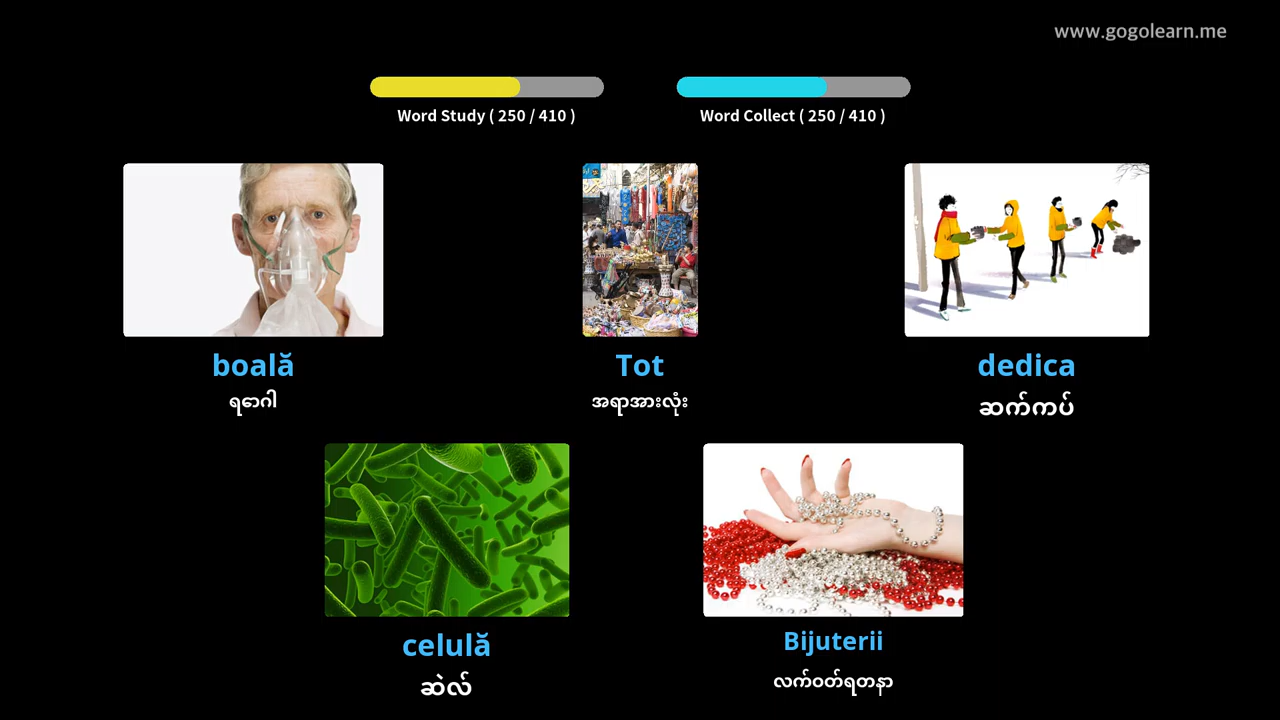 www.gogolearn.me
Word Study ( 250 / 410 )
Word Collect ( 250 / 410 )
boală
Tot
dedica
ရောဂါ
အရာအားလုံး
ဆက်ကပ်
celulă
Bijuterii
ဆဲလ်
လက်ဝတ်ရတနာ